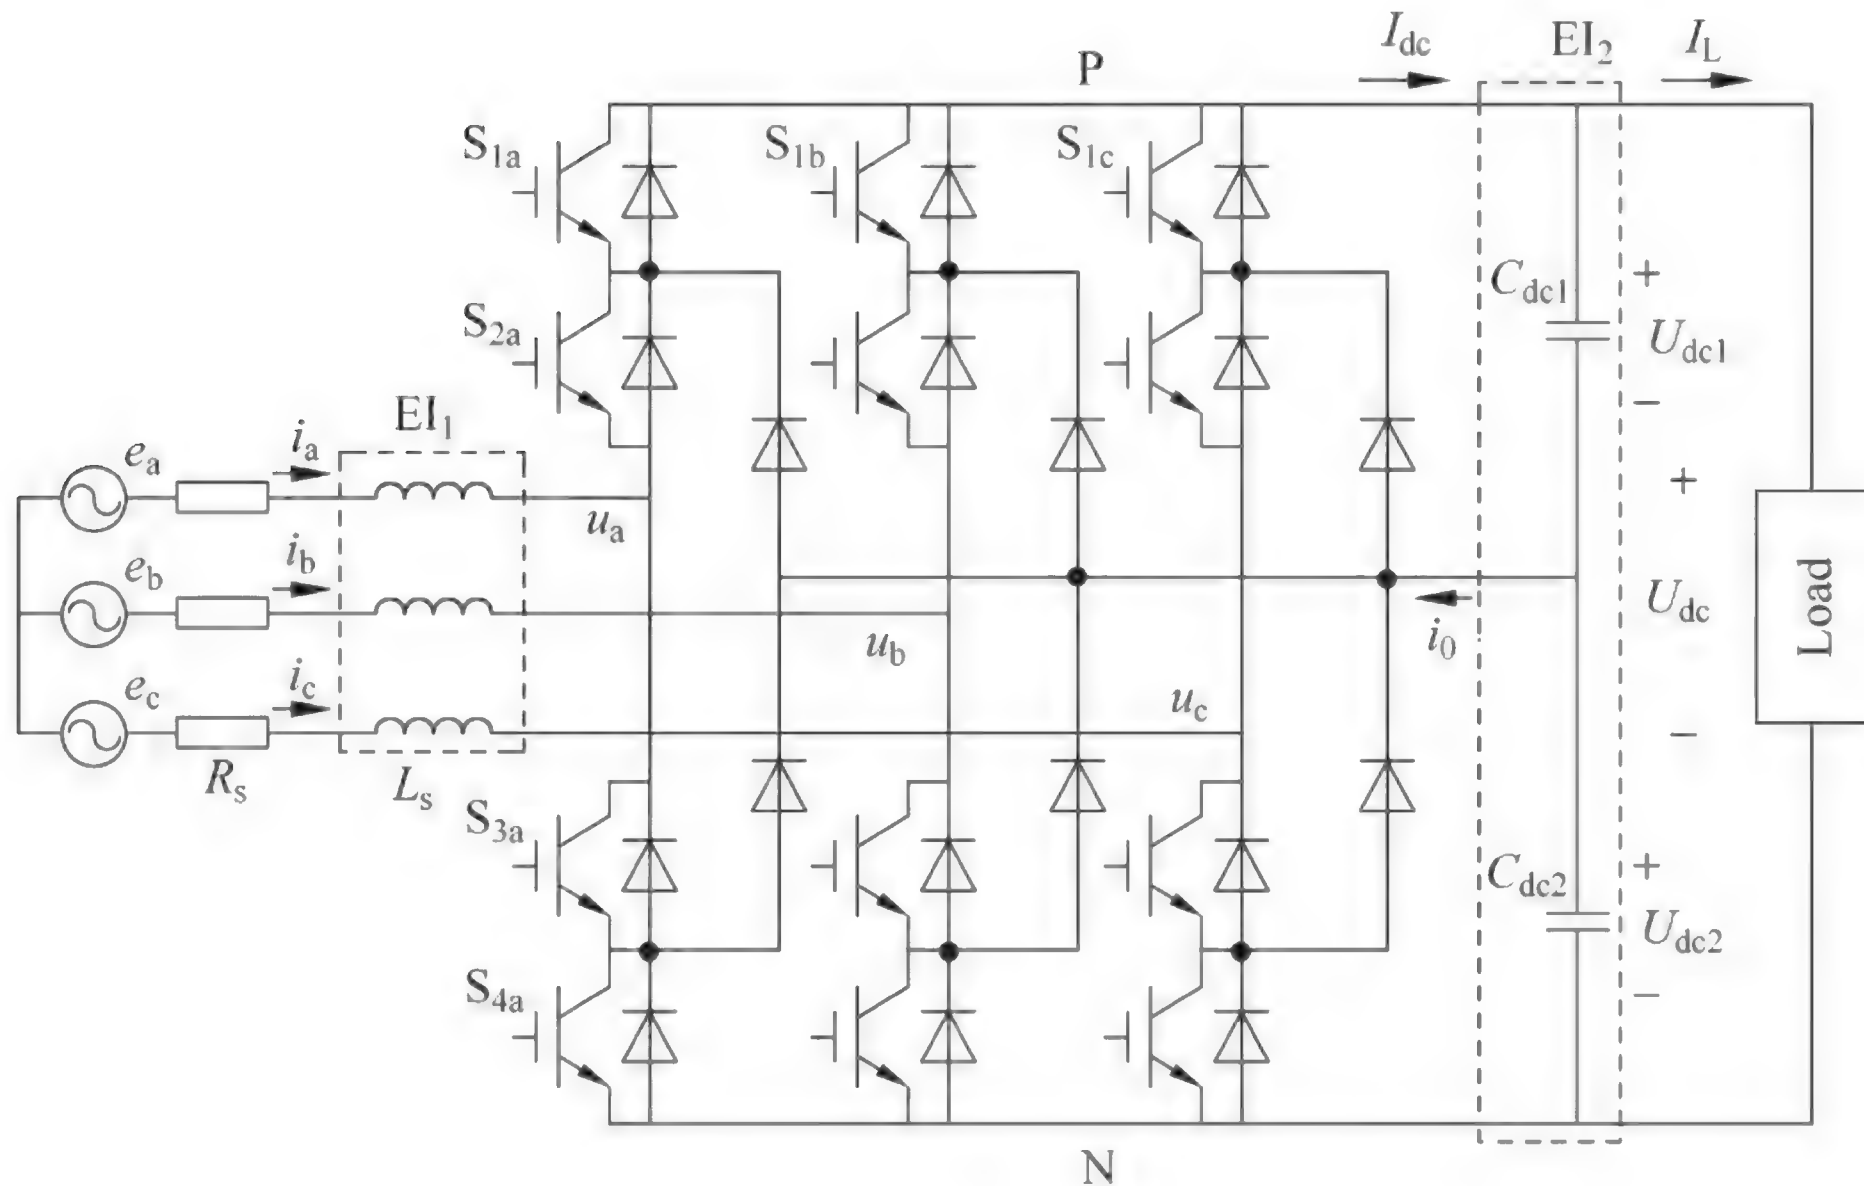 P
I_dc
EI_2
I_L
S_1a
S_1b
S_1c
C_dc1
+
U_dc1
−
S_2a
EI_1
e_a
i_a
u_a
e_b
i_b
u_b
e_c
i_c
u_c
R_s
L_s
i_0
+
U_dc
−
Load
S_3a
C_dc2
+
U_dc2
−
S_4a
N